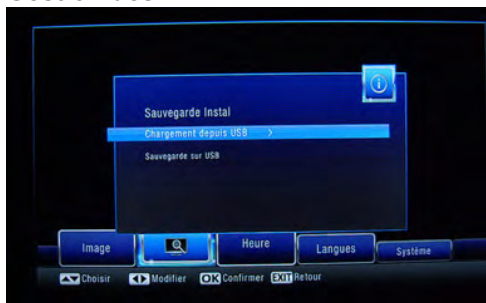 Sauvegarde Instal
Chargement depuis USB >
Sauvegarde sur USB
Image Heure Langues Système
Choisir Modifier OK Confirmer EXIT Retour